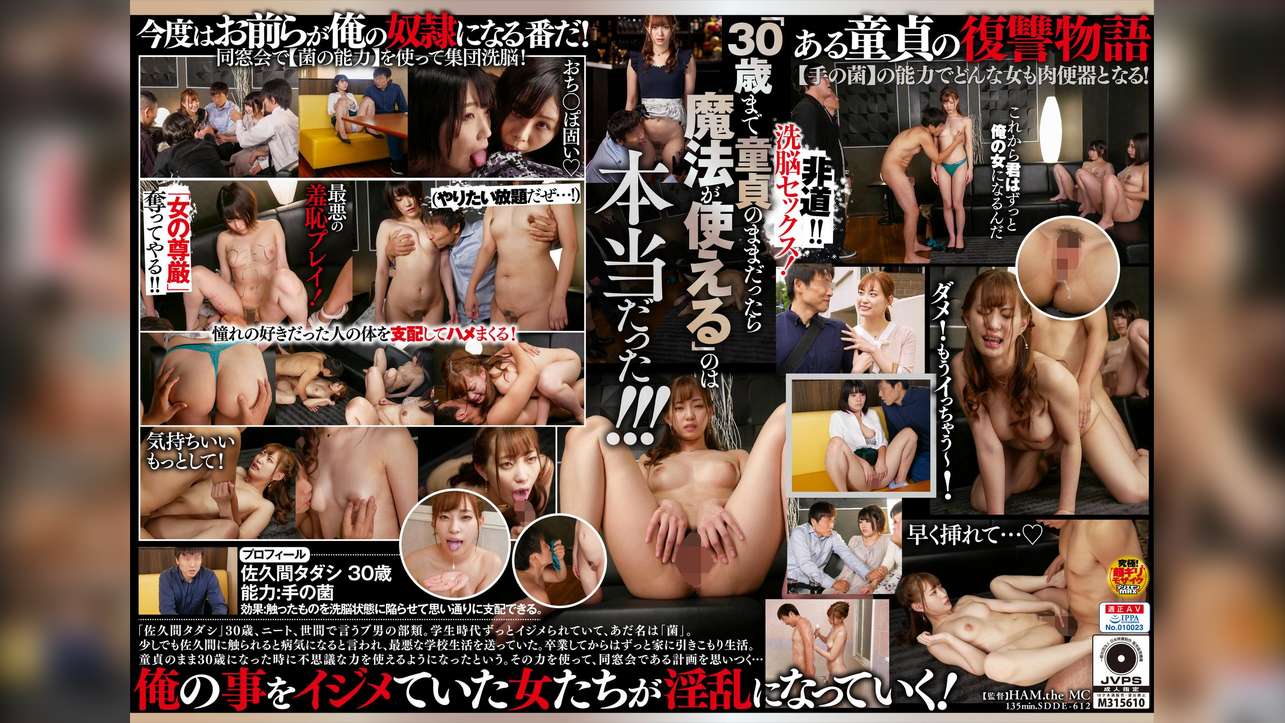 今度はお前らが俺の奴隷になる番だ!
同窓会で【菌の能力】を使って集団洗脳!
おち○ぽ固い♡
最悪の
羞恥プレイ!
「女の尊厳」
奪ってやる!!
(やりたい放題だぜ…!)
憧れの好きだった人の体を支配してハメまくる!
気持ちいい
もっとして!
プロフィール
佐久間タダシ 30歳
能力:手の菌
効果:触ったものを洗脳状態に陥らせて思い通りに支配できる。
「30歳まで童貞のままだったら
魔法が使える」のは
本当だった!!!
ある童貞の復讐物語
【手の菌】の能力でどんな女も肉便器となる!
非道!!
洗脳セックス!
これから君はずっと
俺の女になるんだ
ダメ!もうイっちゃう〜!
早く挿れて…♡
「佐久間タダシ」30歳、ニート、世間で言うブ男の部類。学生時代ずっとイジメられていて、あだ名は「菌」。
少しでも佐久間に触られると病気になると言われ、最悪な学校生活を送っていた。卒業してからはずっと家に引きこもり生活。
童貞のまま30歳になった時に不思議な力を使えるようになったという。その力を使って、同窓会である計画を思いつく…
俺の事をイジメていた女たちが淫乱になっていく!
【監督】HAM.the MC
135min.SDDE-612
究極!
超ギリ
モザイク
適正AV
IPPA
No.010023
JVPS
成人指定
M315610